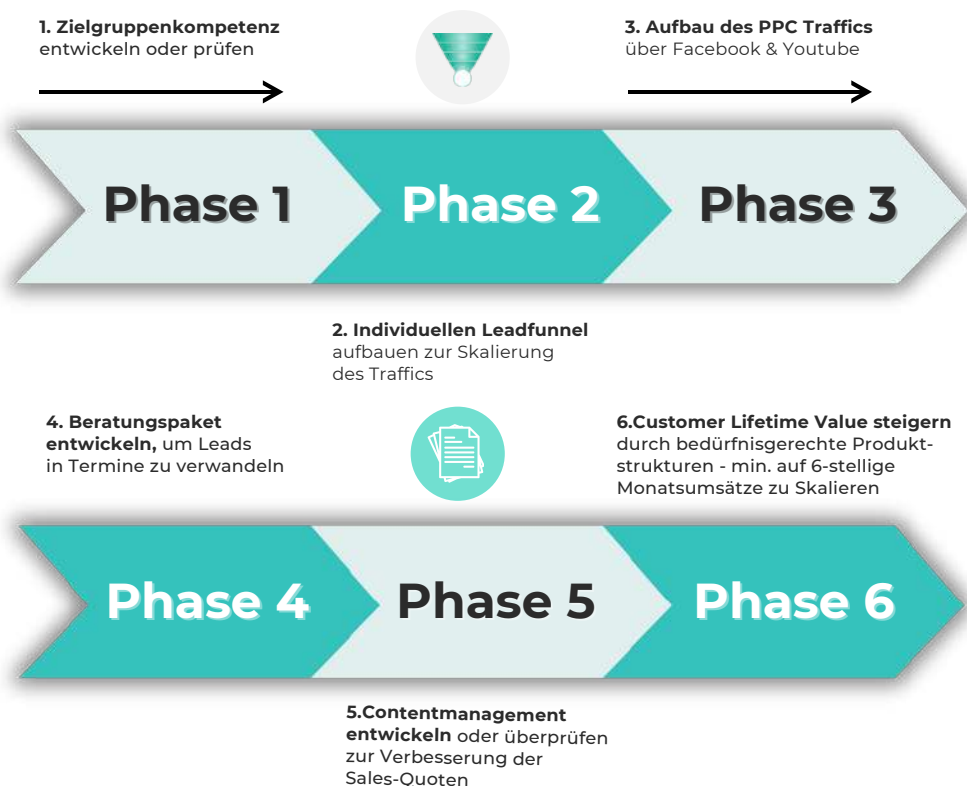 1. Zielgruppenkompetenz
entwickeln oder prüfen
3. Aufbau des PPC Traffics
über Facebook & Youtube
Phase 1
Phase 2
Phase 3
2. Individuellen Leadfunnel
aufbauen zur Skalierung
des Traffics
4. Beratungspaket
entwickeln, um Leads
in Termine zu verwandeln
6.Customer Lifetime Value steigern
durch bedürfnisgerechte Produkt-
strukturen - min. auf 6-stellige
Monatsumsätze zu Skalieren
Phase 4
Phase 5
Phase 6
5.Contentmanagement
entwickeln oder überprüfen
zur Verbesserung der
Sales-Quoten